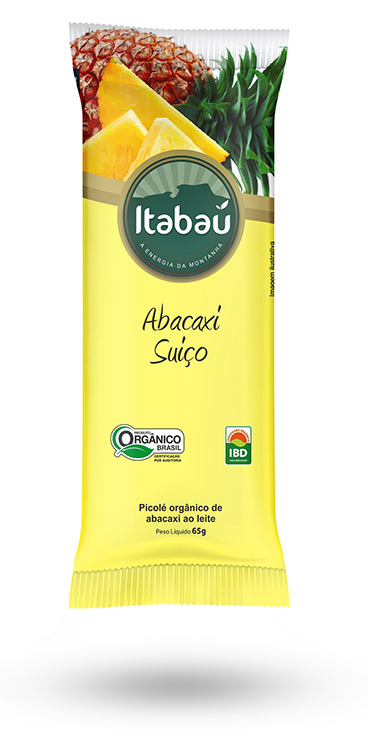 Itabaú
A ENERGIA DA MONTANHA
Imagem ilustrativa
Abacaxi
Suiço
PRODUTO
ORGÂNICO
BRASIL
CERTIFICAÇÃO
POR AUDITORIA
IBD
Picolé orgânico de
abacaxi ao leite
Peso Líquido 65g